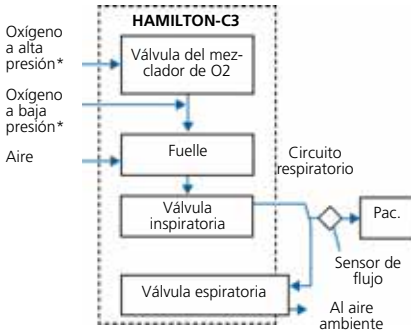 HAMILTON-C3
Oxígeno
a alta
presión*
Válvula del mez-
clador de O2
Oxígeno
a baja
presión*
Aire
Fuelle
Circuito
respiratorio
Válvula
inspiratoria
Pac.
Sensor de
flujo
Válvula espiratoria
Al aire
ambiente